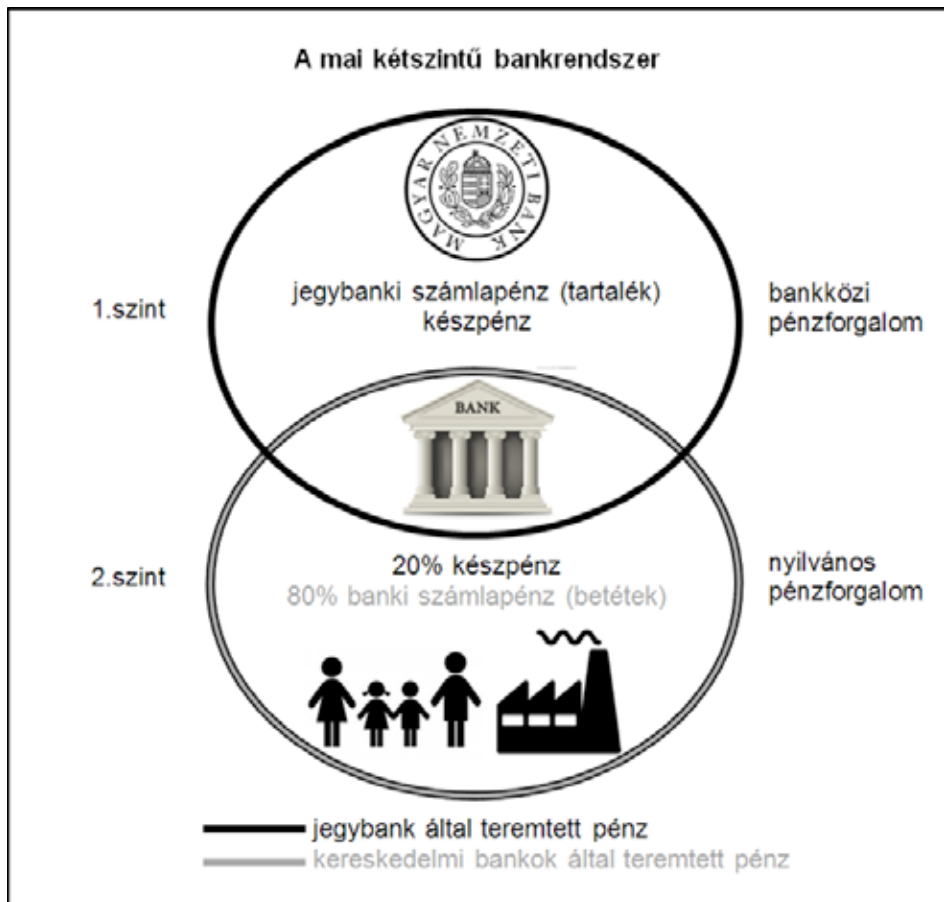 A mai kétszintű bankrendszer
MAGYAR NEMZETI BANK
jegybanki számlapénz (tartalék)
készpénz
1.szint
bankközi
pénzforgalom
BANK
20% készpénz
80% banki számlapénz (betétek)
2.szint
nyilvános
pénzforgalom
jegybank által teremtett pénz
kereskedelmi bankok által teremtett pénz